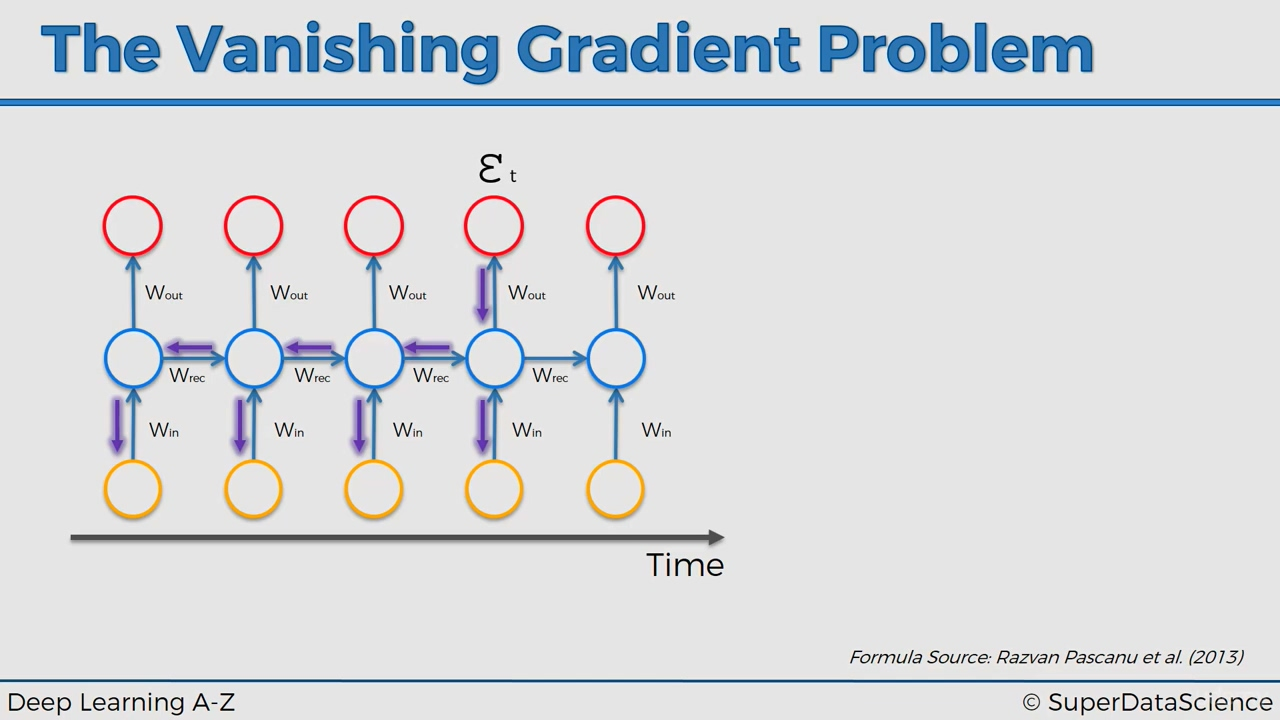 The Vanishing Gradient Problem
Ɛt
Wout Wout Wout Wout Wout
Wrec Wrec Wrec Wrec
Win Win Win Win Win
Time
Formula Source: Razvan Pascanu et al. (2013)
Deep Learning A-Z
© SuperDataScience